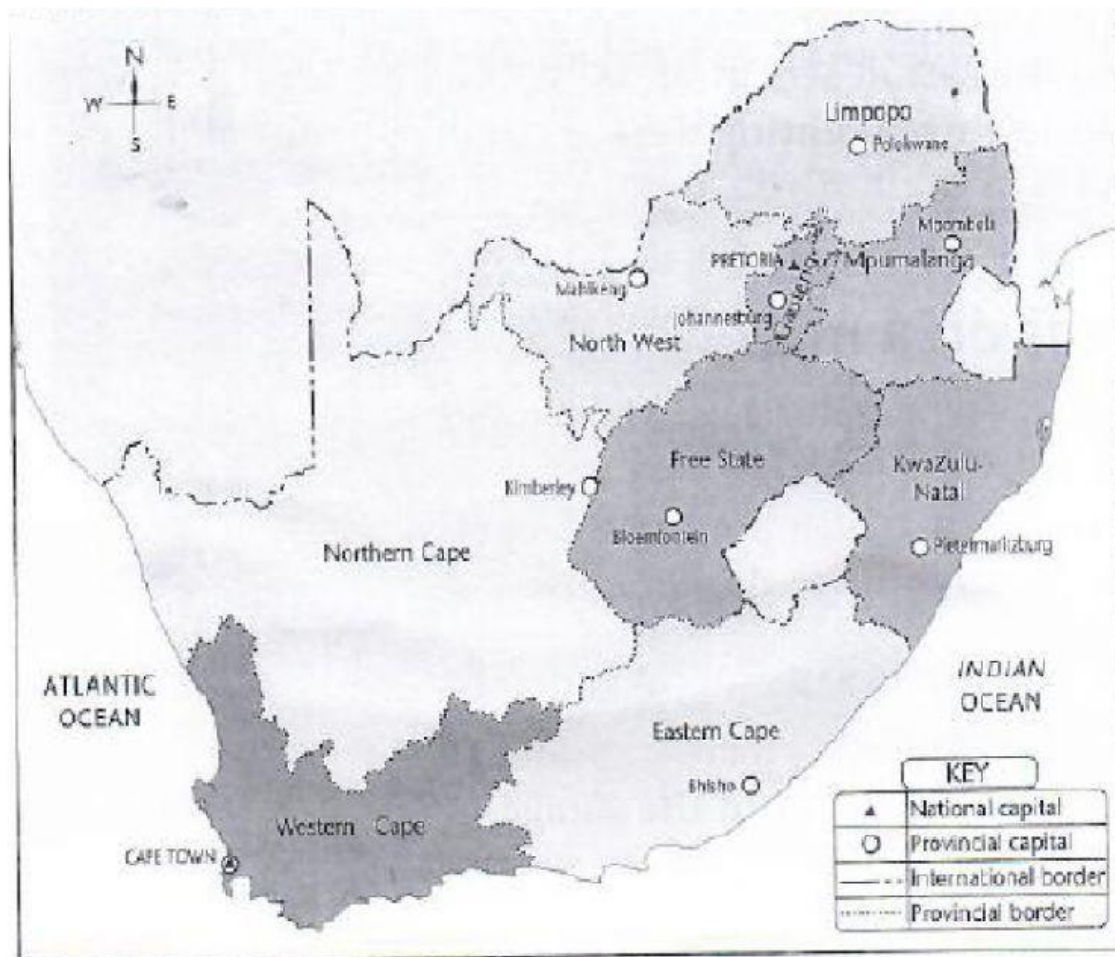 N
W E
S
Limpopo
Polokwane
Mbombela
PRETORIA
Mpumalanga
Mahikeng
Gauteng
Johannesburg
North West
Free State
KwaZulu-
Natal
Kimberley
Bloemfontein
Pietermaritzburg
Northern Cape
ATLANTIC
OCEAN
INDIAN
OCEAN
Eastern Cape
Bhisho
Western Cape
CAPE TOWN
KEY
National capital
Provincial capital
International border
Provincial border